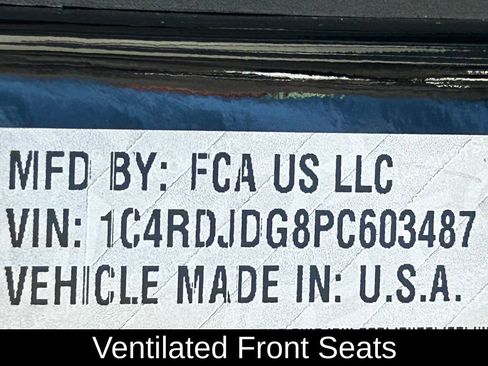 MFD BY: FCA US LLC
VIN: 1C4RDJDG8PC603487
VEHICLE MADE IN: U.S.A.
Ventilated Front Seats